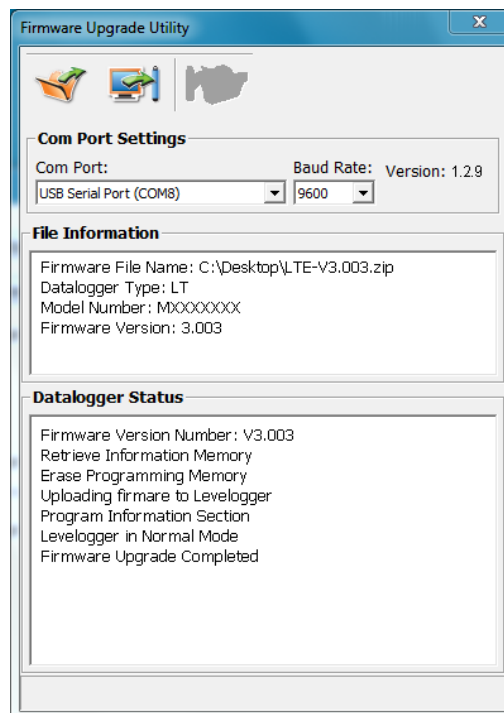 Firmware Upgrade Utility
Com Port Settings
Com Port:
Baud Rate:
Version: 1.2.9
USB Serial Port (COM8)
9600
File Information
Firmware File Name: C:\Desktop\LTE-V3.003.zip
Datalogger Type: LT
Model Number: MXXXXXXX
Firmware Version: 3.003
Datalogger Status
Firmware Version Number: V3.003
Retrieve Information Memory
Erase Programming Memory
Uploading firmare to Levelogger
Program Information Section
Levelogger in Normal Mode
Firmware Upgrade Completed